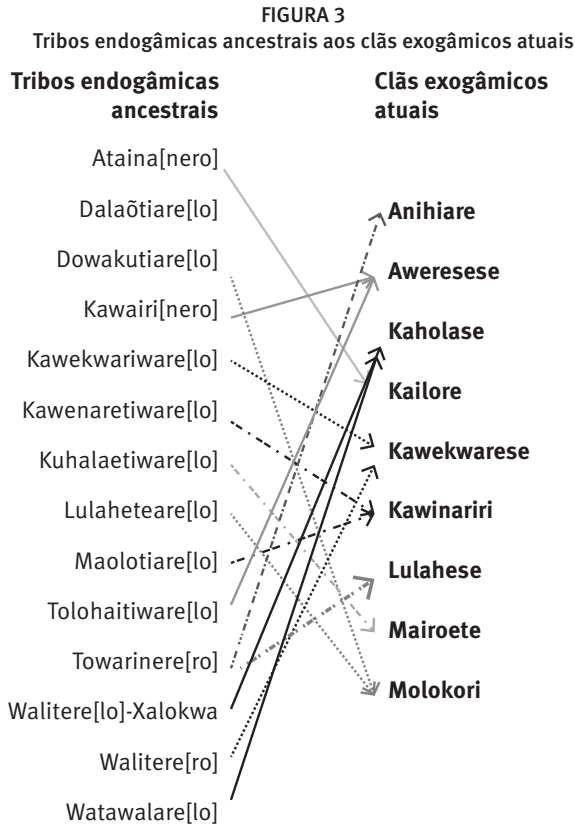 FIGURA 3
Tribos endogâmicas ancestrais aos clãs exogâmicos atuais
Tribos endogâmicas
ancestrais
Ataina[nero]
Dalaõtiare[lo]
Dowakutiare[lo]
Kawairi[nero]
Kawekwariware[lo]
Kawenaretiware[lo]
Kuhalaetiware[lo]
Lulaheteare[lo]
Maolotiare[lo]
Tolohaitiware[lo]
Towarinere[ro]
Walitere[lo]-Xalokwa
Walitere[ro]
Watawalare[lo]
Clãs exogâmicos
atuais
Anihiare
Aweresese
Kaholase
Kailore
Kawekwarese
Kawinariri
Lulahese
Mairoete
Molokori